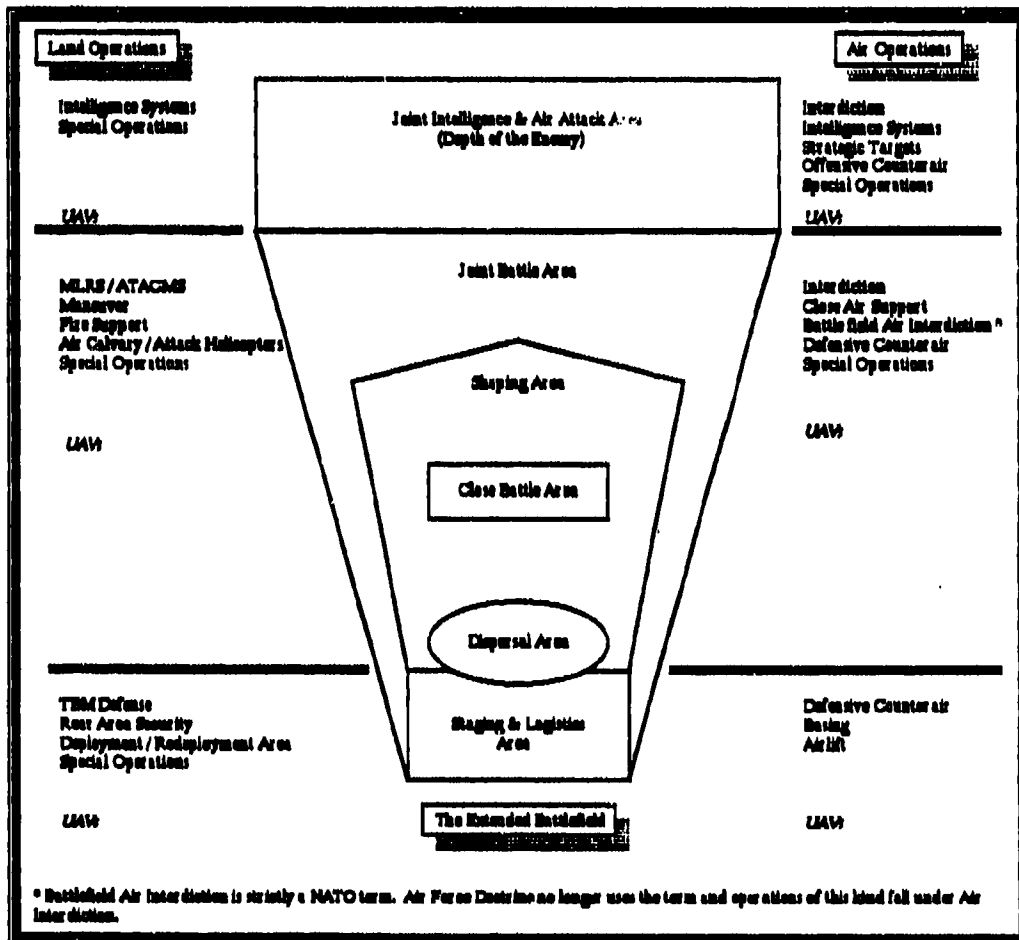 Land Operations
Air Operations
Intelligence Systems
Special Operations
UAVs
Joint Intelligence & Air Attack Area
(Depth of the Enemy)
Interdiction
Intelligence Systems
Strategic Targets
Offensive Counterair
Special Operations
UAVs
MLRS / ATACMS
Maneuver
Fire Support
Air Calvary / Attack Helicopters
Special Operations
UAVs
Joint Battle Area
Shaping Area
Close Battle Area
Dispersal Area
Interdiction
Close Air Support
Battlefield Air Interdiction *
Defensive Counterair
Special Operations
UAVs
TBM Defense
Rear Area Security
Deployment / Redeployment Area
Special Operations
UAVs
Staging & Logistics
Area
The Extended Battlefield
Defensive Counterair
Basing
Airlift
UAVs
* Battlefield Air Interdiction is strictly a NATO term. Air Force Doctrine no longer uses the term and operations of this kind fall under Air
Interdiction.